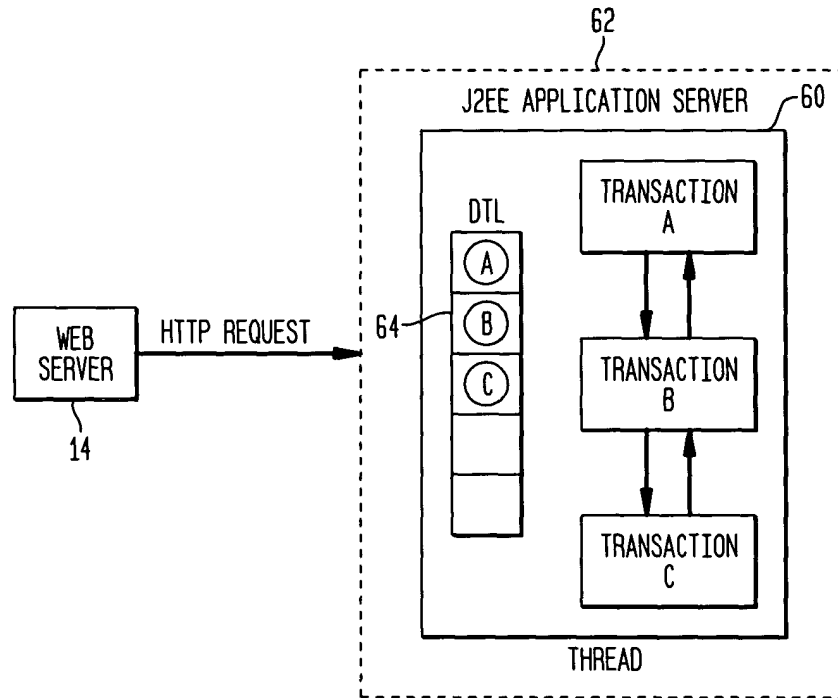 62
J2EE APPLICATION SERVER
60
DTL
A
B
C
64
TRANSACTION
A
TRANSACTION
B
TRANSACTION
C
THREAD
WEB
SERVER
14
HTTP REQUEST